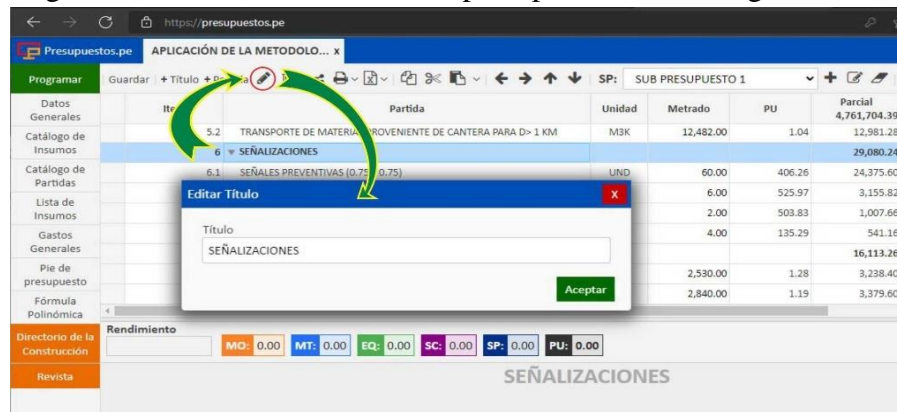 https://presupuestos.pe
Presupuestos.pe APLICACIÓN DE LA METODOLO... x
Programar Guardar + Título + P SP: SUB PRESUPUESTO 1
Datos Generales
Catálogo de Insumos
Catálogo de Partidas
Lista de Insumos
Gastos Generales
Pie de presupuesto
Fórmula Polinómica
Directorio de la Construcción
Revista
Partida Unidad Metrado PU Parcial 4,761,704.39
5.2 TRANSPORTE DE MATERIAL PROVENIENTE DE CANTERA PARA D> 1 KM M3K 12,482.00 1.04 12,981.28
6 SEÑALIZACIONES 29,080.24
6.1 SEÑALES PREVENTIVAS (0.75 0.75) UND 60.00 406.26 24,375.60
6.00 525.97 3,155.82
2.00 503.83 1,007.66
4.00 135.29 541.16
16,113.26
2,530.00 1.28 3,238.40
2,840.00 1.19 3,379.60
Editar Título X
Título
SEÑALIZACIONES
Aceptar
Rendimiento
MO: 0.00 MT: 0.00 EQ: 0.00 SC: 0.00 SP: 0.00 PU: 0.00
SEÑALIZACIONES